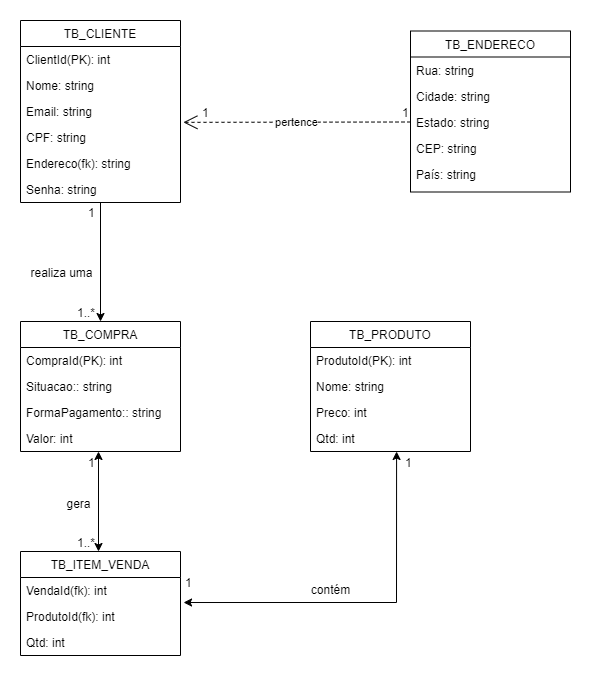 TB_CLIENTE
ClientId(PK): int
Nome: string
Email: string
CPF: string
Endereco(fk): string
Senha: string
TB_ENDERECO
Rua: string
Cidade: string
Estado: string
CEP: string
País: string
1
pertence
1
1
realiza uma
1..*
TB_COMPRA
CompraId(PK): int
Situacao:: string
FormaPagamento:: string
Valor: int
TB_PRODUTO
ProdutoId(PK): int
Nome: string
Preco: int
Qtd: int
1
gera
1..*
1
contém
1
TB_ITEM_VENDA
VendaId(fk): int
ProdutoId(fk): int
Qtd: int